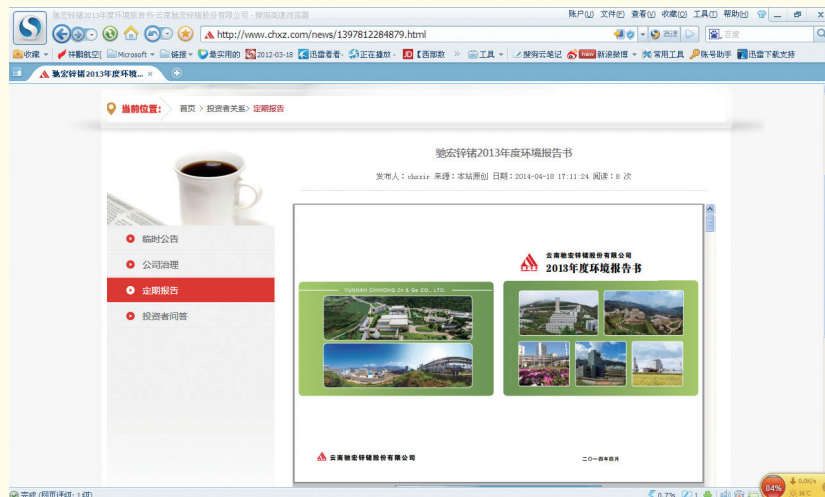 驰宏锌锗2013年度环境报告书-云南驰宏锌锗股份有限公司 - 搜狗高速浏览器
账户(U) 文件(F) 查看(V) 收藏(O) 工具(T) 帮助(H)
http://www.chxz.com/news/1397812284879.html
高速
百度
收藏 祥鹏航空 Microsoft 链接 最实用的 2012-03-18 迅雷看看- 正在播放 - 【西部数 » 工具 搜狗云笔记 new 新浪微博 常用工具 账号助手 迅雷下载支持
驰宏锌锗2013年度环境... ×
当前位置: 首页 > 投资者关系> 定期报告
驰宏锌锗2013年度环境报告书
发布人：chxzir 来源：本站原创 日期：2014-04-18 17:11:24 阅读：8 次
临时公告
公司治理
定期报告
投资者问答
云南驰宏锌锗股份有限公司
2013年度环境报告书
YUNNAN CHIHONG Zn & Ge CO., LTD.
云南驰宏锌锗股份有限公司
二〇一四年四月
84%
0.0K/s
16℃